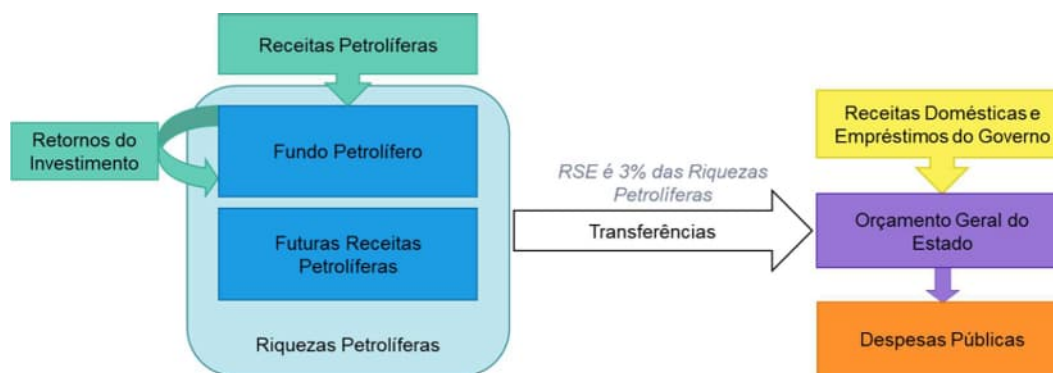 Receitas Petrolíferas
Retornos do
Investimento
Fundo Petrolífero
Futuras Receitas
Petrolíferas
Riquezas Petrolíferas
RSE é 3% das Riquezas
Petrolíferas
Transferências
Receitas Domésticas e
Empréstimos do Governo
Orçamento Geral do
Estado
Despesas Públicas